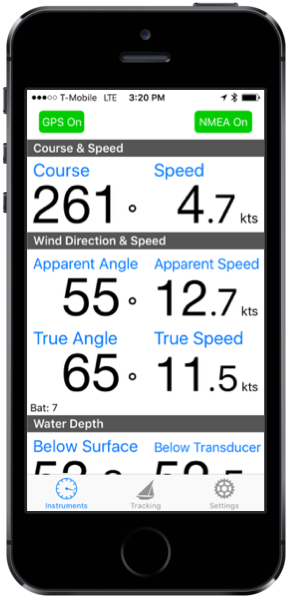 T-Mobile LTE 3:20 PM
GPS On NMEA On
Course & Speed
Course Speed
261° 4.7 kts
Wind Direction & Speed
Apparent Angle Apparent Speed
55° 12.7 kts
True Angle True Speed
65° 11.5 kts
Bat: 7
Water Depth
Below Surface Below Transducer
Instruments Tracking Settings